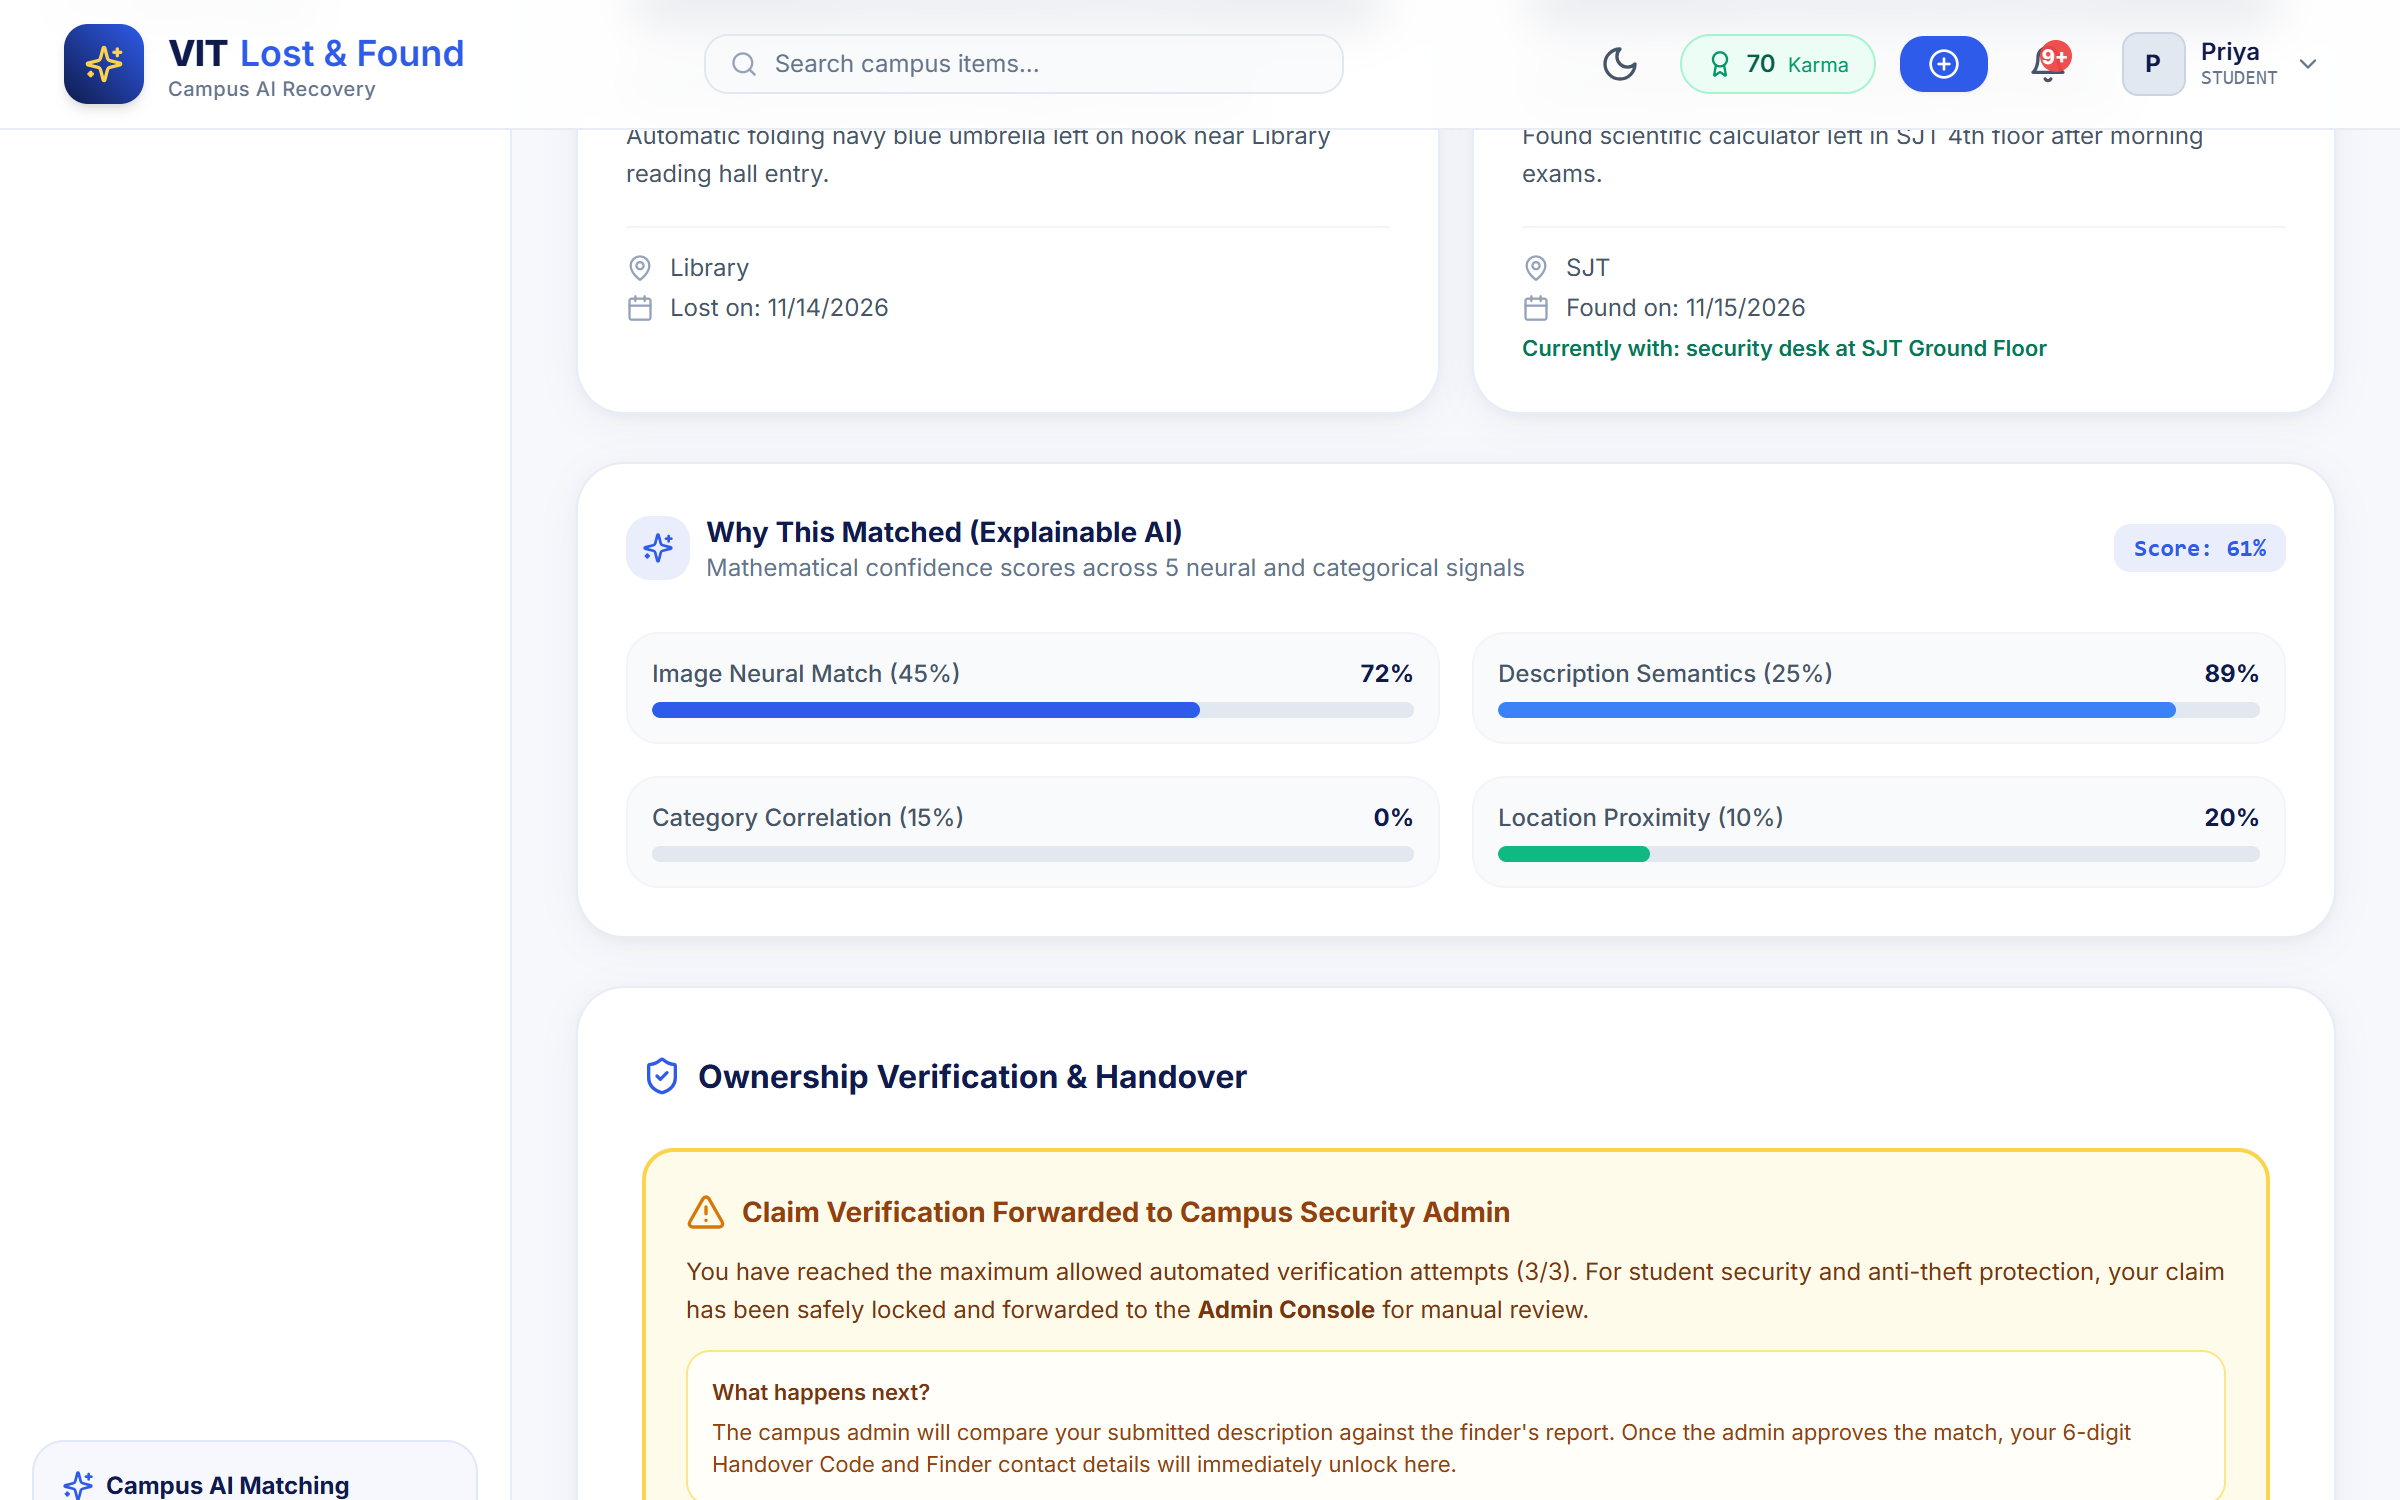 VIT Lost & Found
Campus AI Recovery
Search campus items...
70 Karma
9+
P
Priya
STUDENT
Automatic folding navy blue umbrella left on hook near Library
reading hall entry.
Library
Lost on: 11/14/2026
Found scientific calculator left in SJT 4th floor after morning
exams.
SJT
Found on: 11/15/2026
Currently with: security desk at SJT Ground Floor
Why This Matched (Explainable AI)
Mathematical confidence scores across 5 neural and categorical signals
Score: 61%
Image Neural Match (45%) 72%
Description Semantics (25%) 89%
Category Correlation (15%) 0%
Location Proximity (10%) 20%
Ownership Verification & Handover
Claim Verification Forwarded to Campus Security Admin
You have reached the maximum allowed automated verification attempts (3/3). For student security and anti-theft protection, your claim
has been safely locked and forwarded to the Admin Console for manual review.
What happens next?
The campus admin will compare your submitted description against the finder's report. Once the admin approves the match, your 6-digit
Handover Code and Finder contact details will immediately unlock here.
Campus AI Matching